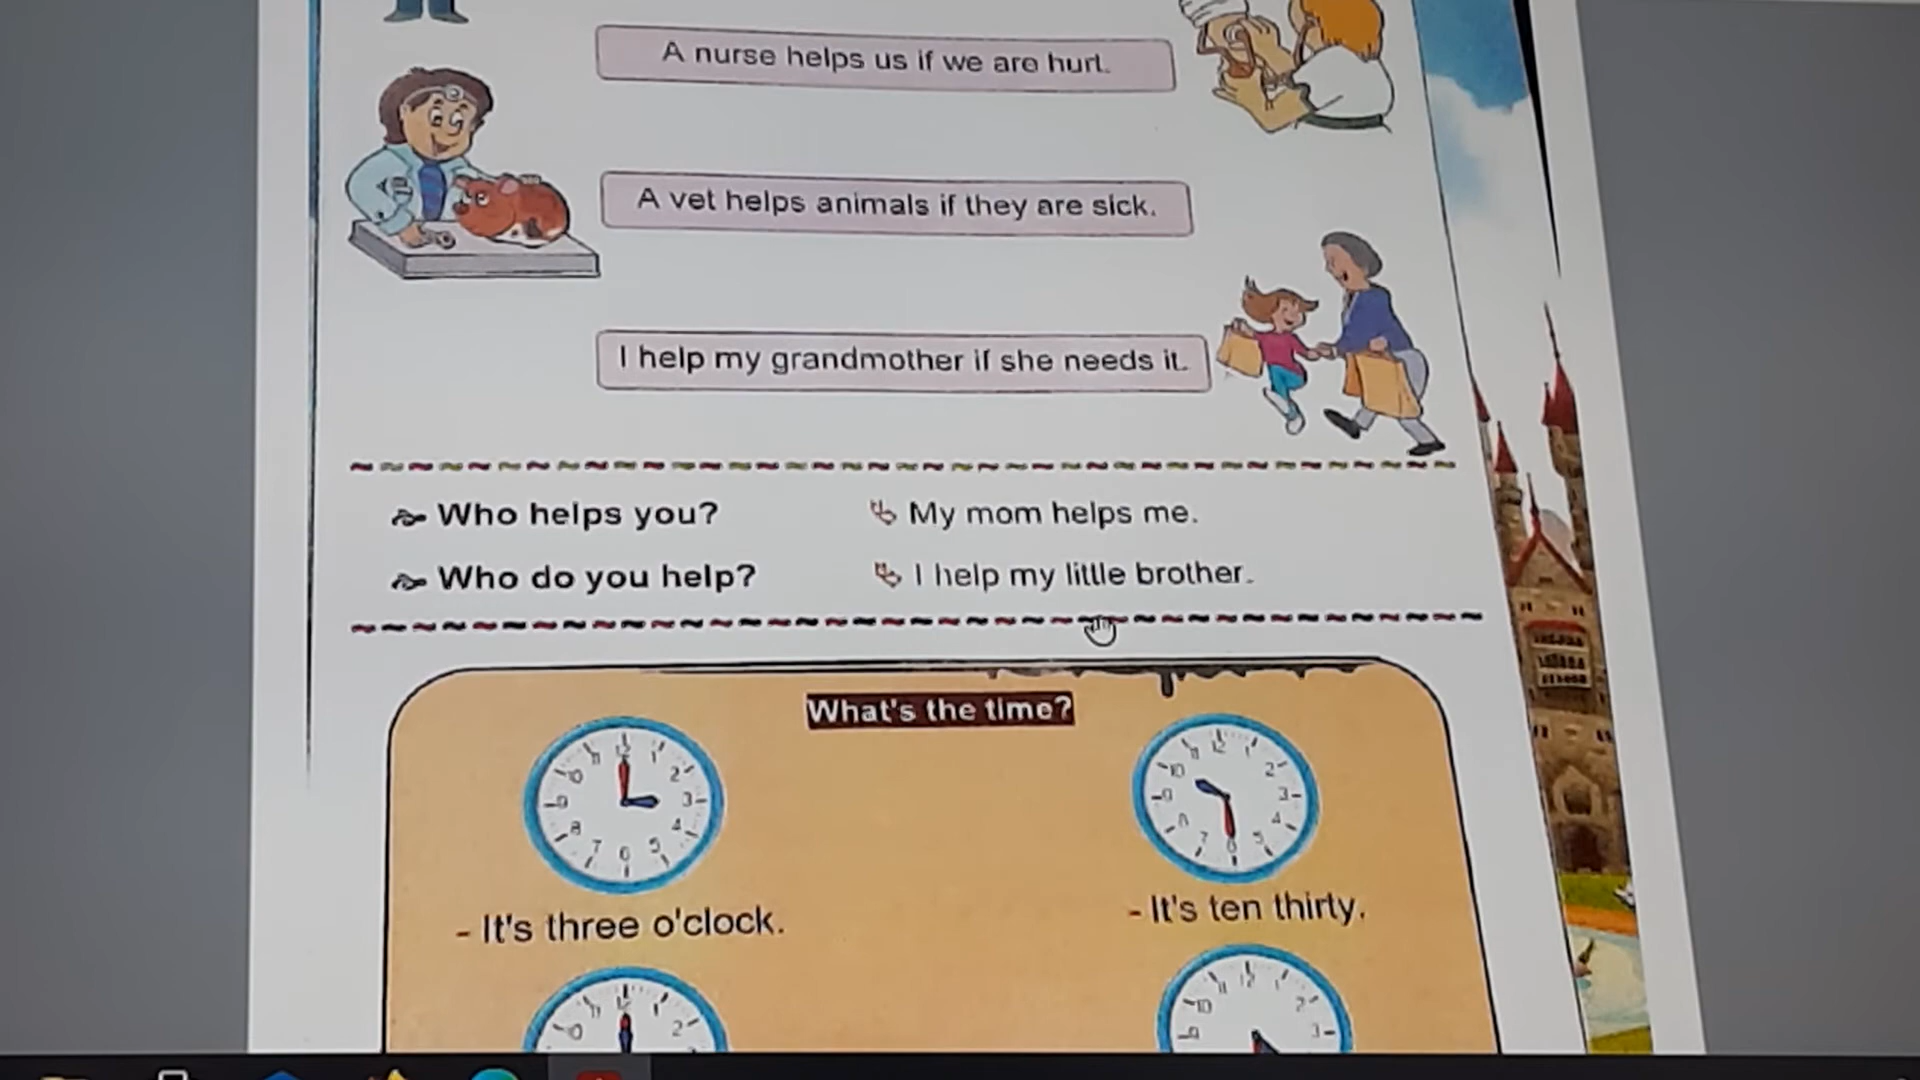 A nurse helps us if we are hurt.
A vet helps animals if they are sick.
I help my grandmother if she needs it.
Who helps you? My mom helps me.
Who do you help? I help my little brother.
What's the time?
- It's three o'clock. - It's ten thirty.